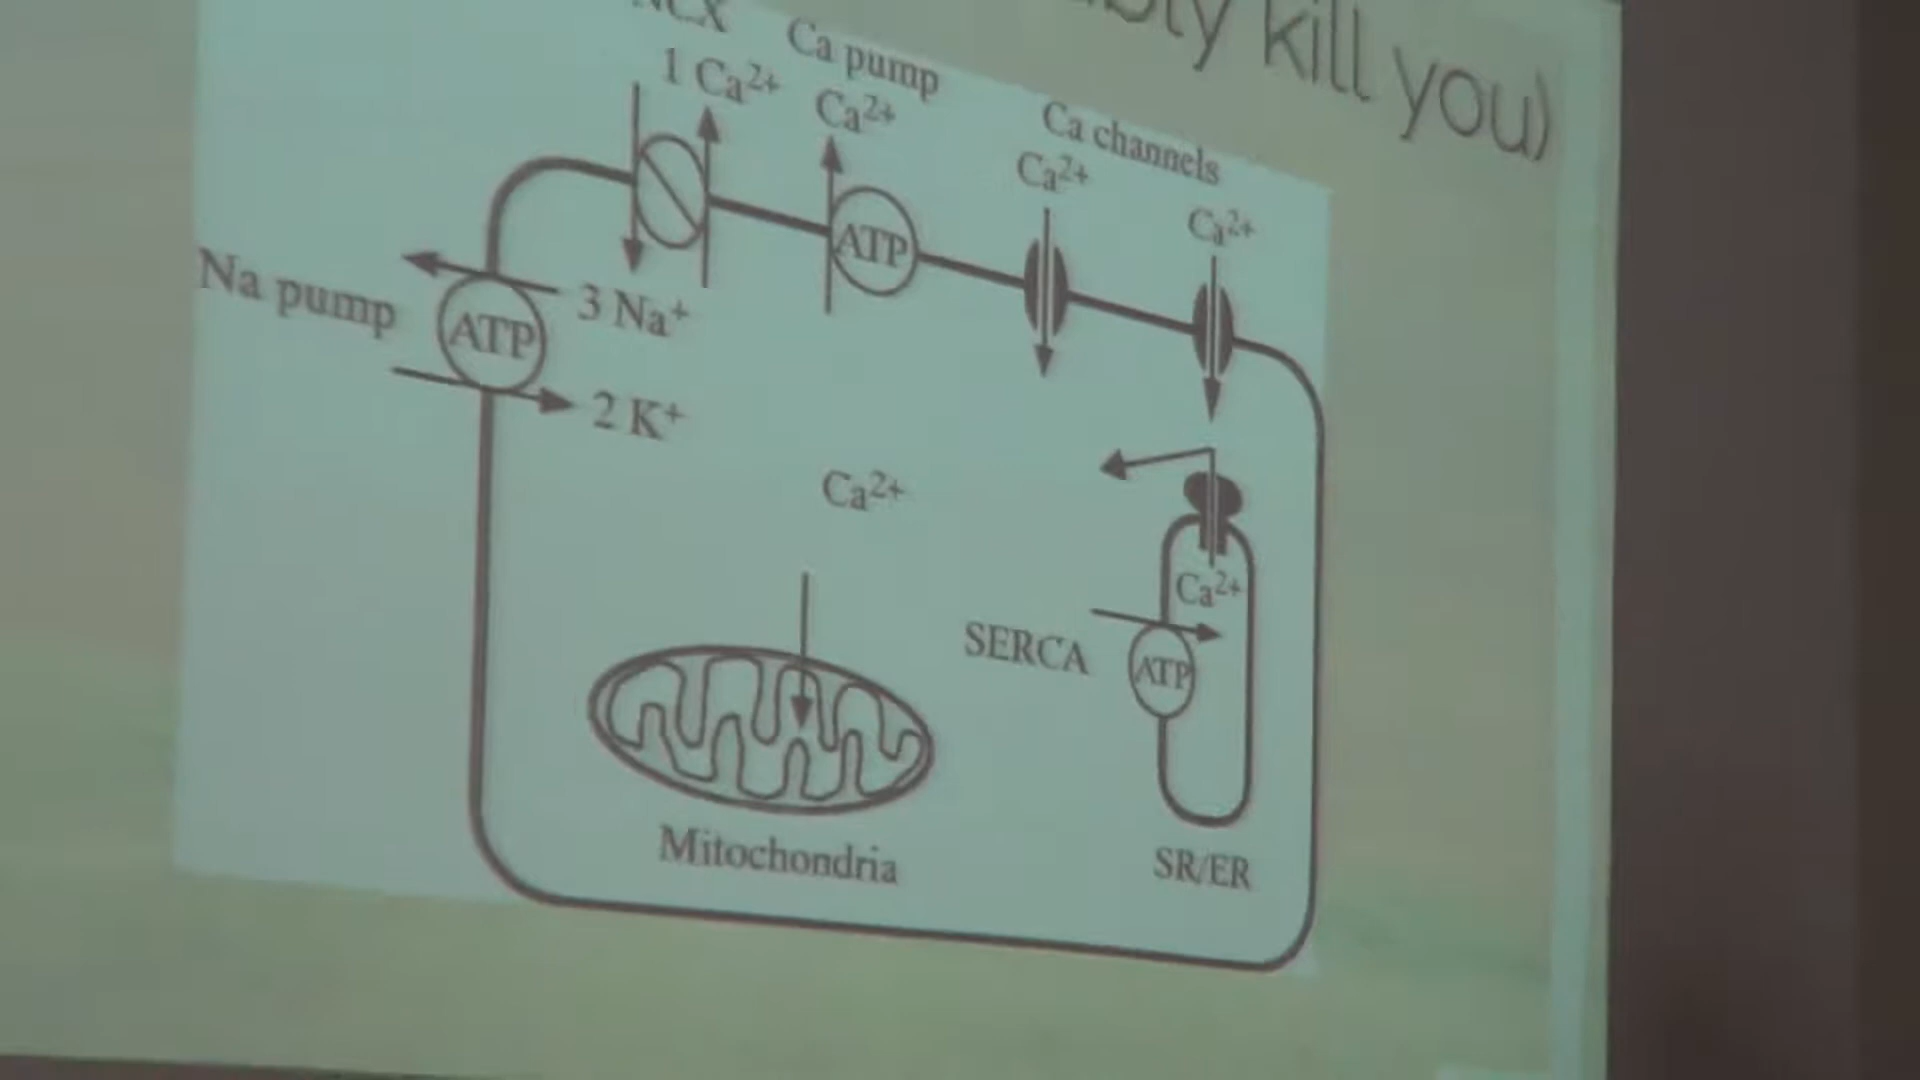 kill you)
NCX
Ca pump
1 Ca2+
Ca2+
Ca channels
Ca2+
Ca2+
Na pump
ATP
3 Na+
ATP
2 K+
Ca2+
Ca2+
SERCA
ATP
Mitochondria
SR/ER